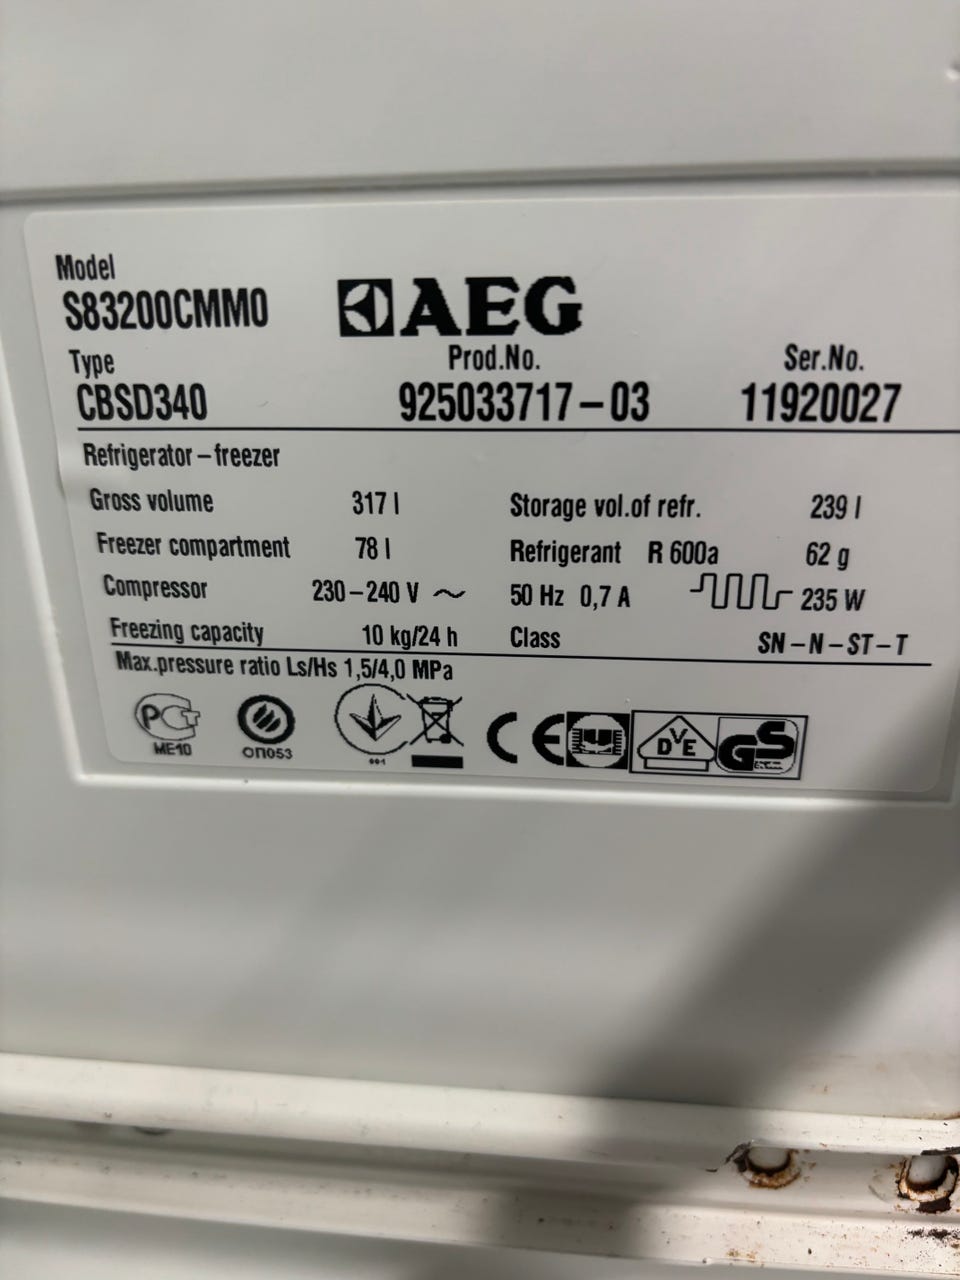 Model
S83200CMM0
AEG
Type
Prod.No.
Ser.No.
CBSD340
925033717-03
11920027
Refrigerator-freezer
Gross volume 317 l
Storage vol.of refr. 239 l
Freezer compartment 78 l
Refrigerant R 600a 62 g
Compressor 230-240 V ~
50 Hz 0,7 A 235 W
Freezing capacity 10 kg/24 h
Class SN-N-ST-T
Max.pressure ratio Ls/Hs 1,5/4,0 MPa
РСТ
ME10
ОП053
001
CE
DVE
GS